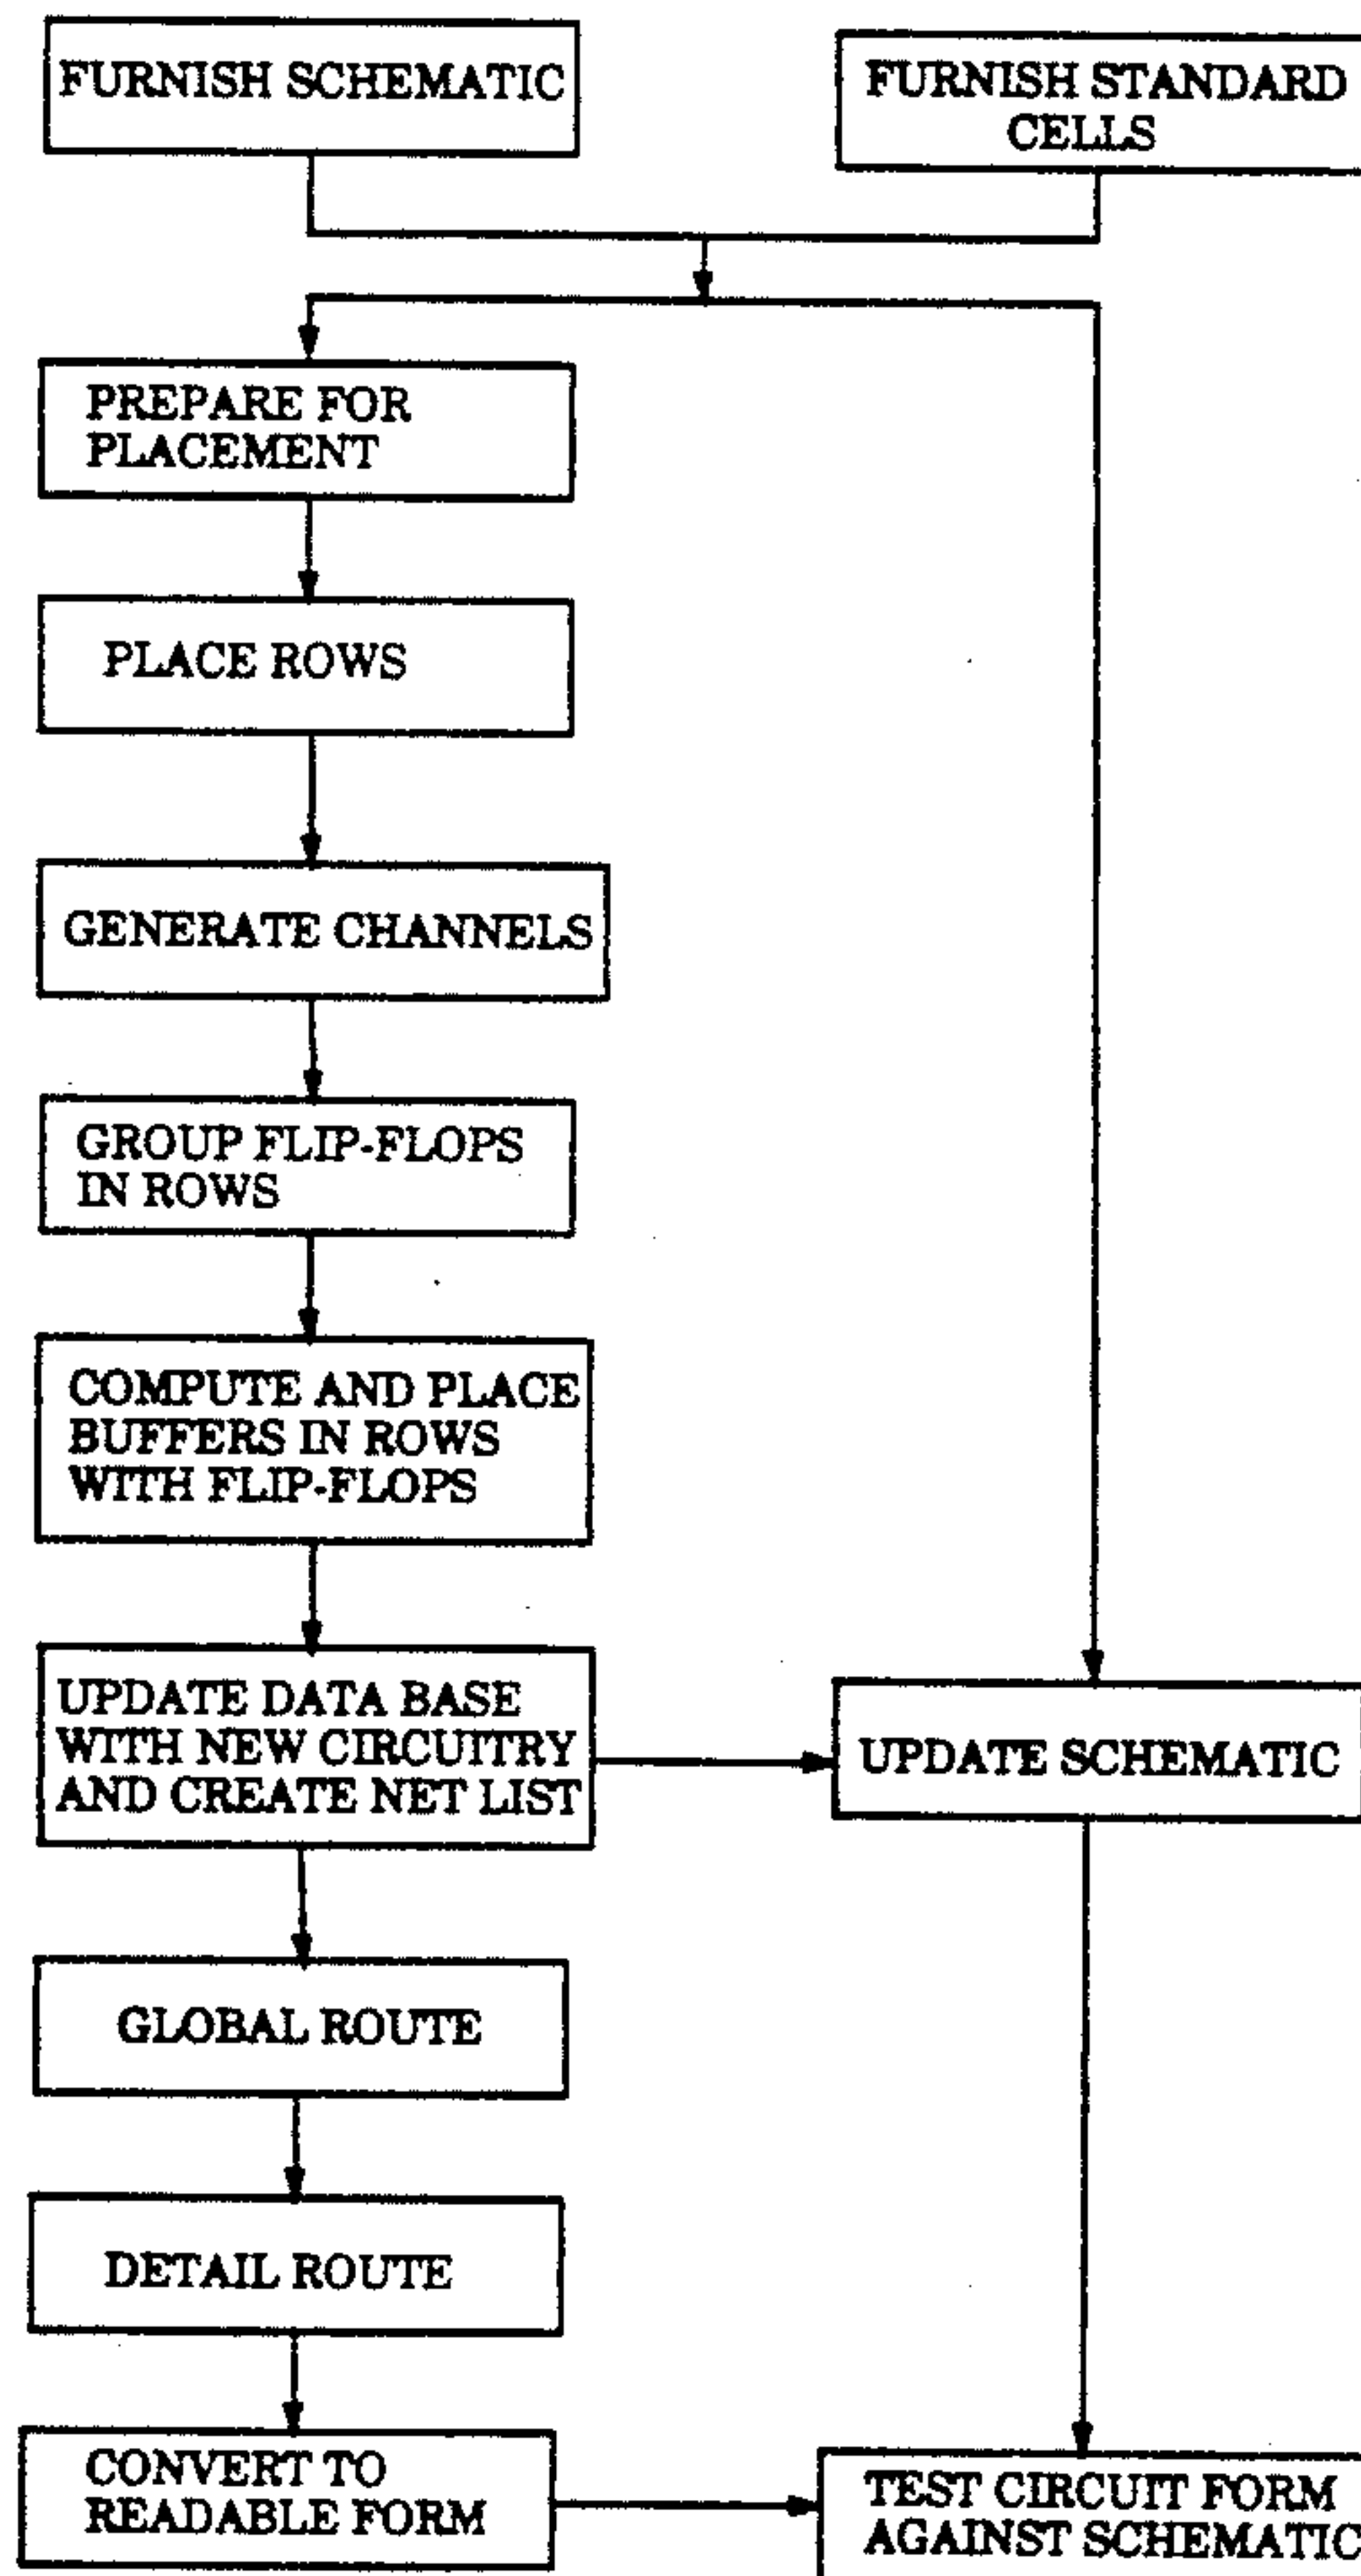 FURNISH SCHEMATIC
FURNISH STANDARD
CELLS
PREPARE FOR
PLACEMENT
PLACE ROWS
GENERATE CHANNELS
GROUP FLIP-FLOPS
IN ROWS
COMPUTE AND PLACE
BUFFERS IN ROWS
WITH FLIP-FLOPS
UPDATE DATA BASE
WITH NEW CIRCUITRY
AND CREATE NET LIST
UPDATE SCHEMATIC
GLOBAL ROUTE
DETAIL ROUTE
CONVERT TO
READABLE FORM
TEST CIRCUIT FORM
AGAINST SCHEMATIC